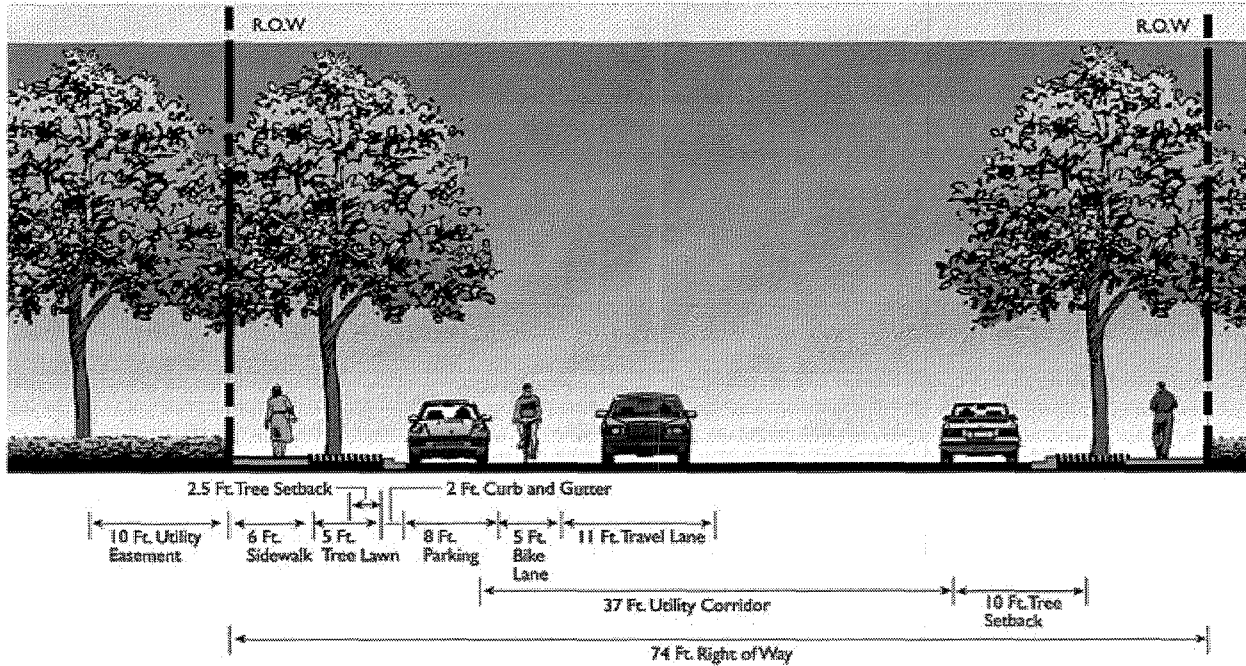 R.O.W
R.O.W
2.5 Ft. Tree Setback
2 Ft. Curb and Gutter
10 Ft. Utility
Easement
6 Ft.
Sidewalk
5 Ft.
Tree Lawn
8 Ft.
Parking
5 Ft.
Bike
Lane
11 Ft. Travel Lane
37 Ft. Utility Corridor
10 Ft. Tree
Setback
74 Ft. Right of Way